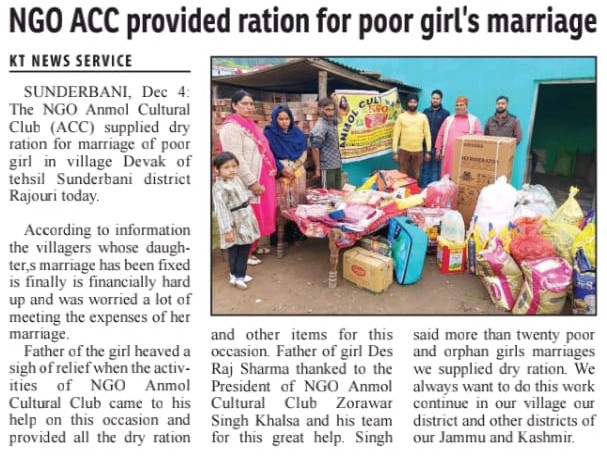 NGO ACC provided ration for poor girl's marriage
KT NEWS SERVICE
SUNDERBANI, Dec 4:
The NGO Anmol Cultural
Club (ACC) supplied dry
ration for marriage of poor
girl in village Devak of
tehsil Sunderbani district
Rajouri today.
According to information
the villagers whose daugh-
ter,s marriage has been fixed
is finally is financially hard
up and was worried a lot of
meeting the expenses of her
marriage.
Father of the girl heaved a
sigh of relief when the activ-
ities of NGO Anmol
Cultural Club came to his
help on this occasion and
provided all the dry ration
ANMOL CULT
REFRIGERATOR
and other items for this
occasion. Father of girl Des
Raj Sharma thanked to the
President of NGO Anmol
Cultural Club Zorawar
Singh Khalsa and his team
for this great help. Singh
said more than twenty poor
and orphan girls marriages
we supplied dry ration. We
always want to do this work
continue in our village our
district and other districts of
our Jammu and Kashmir.